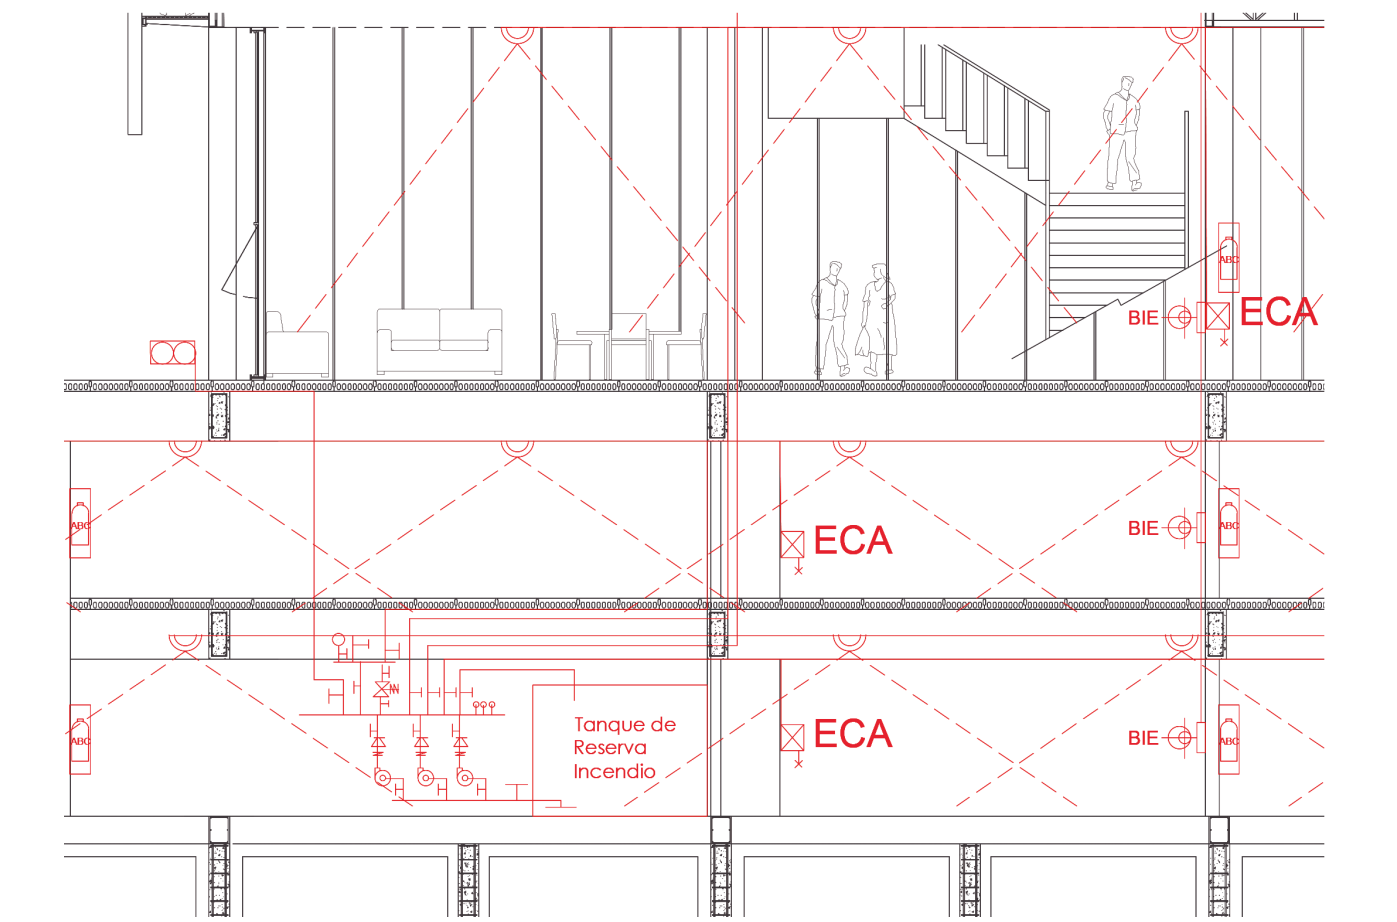 ABC
BIE
ECA
ABC
ECA
BIE
ABC
ABC
Tanque de
Reserva
Incendio
ECA
BIE
ABC